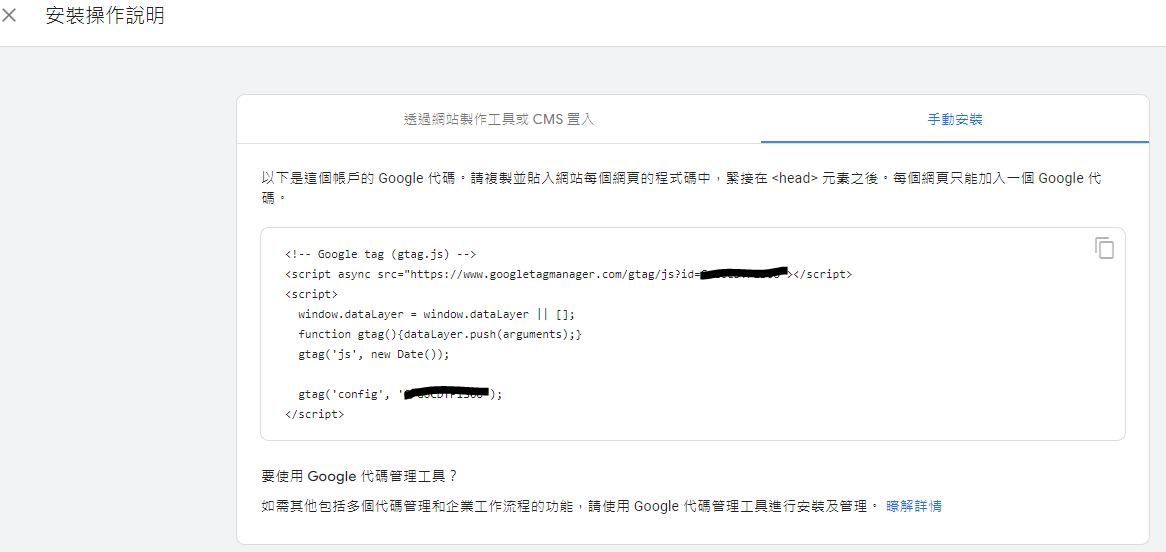 安裝操作說明
透過網站製作工具或 CMS 置入
手動安裝
以下是這個帳戶的 Google 代碼。請複製並貼入網站每個網頁的程式碼中，緊接在 <head> 元素之後。每個網頁只能加入一個 Google 代
碼。
<!-- Google tag (gtag.js) -->
<script async src="https://www.googletagmanager.com/gtag/js?id="></script>
<script>
window.dataLayer = window.dataLayer || [];
function gtag(){dataLayer.push(arguments);}
gtag('js', new Date());
gtag('config', '');
</script>
要使用 Google 代碼管理工具？
如需其他包括多個代碼管理和企業工作流程的功能，請使用 Google 代碼管理工具進行安裝及管理。 瞭解詳情